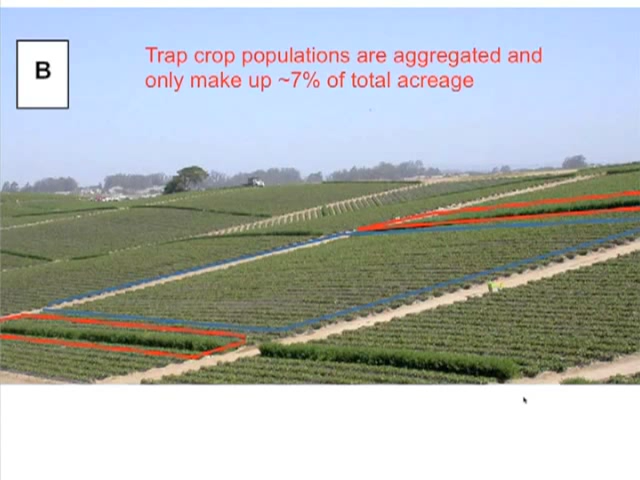 B
Trap crop populations are aggregated and
only make up ~7% of total acreage